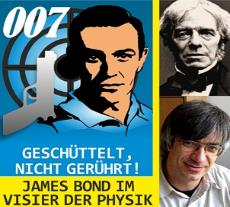 007
GESCHÜTTELT,
NICHT GERÜHRT!
JAMES BOND IM
VISIER DER PHYSIK